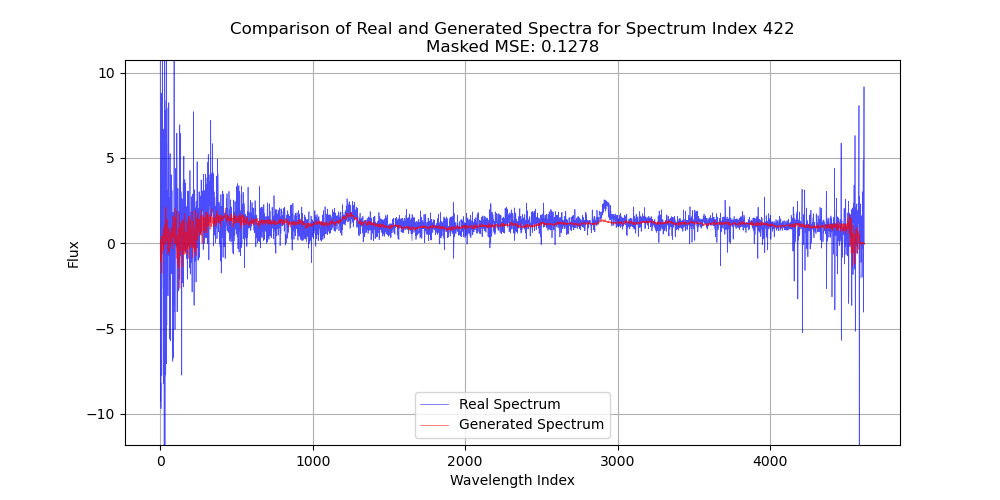 Comparison of Real and Generated Spectra for Spectrum Index 422
Masked MSE: 0.1278
10
5
0
−5
−10
Flux
Real Spectrum
Generated Spectrum
0 1000 2000 3000 4000
Wavelength Index